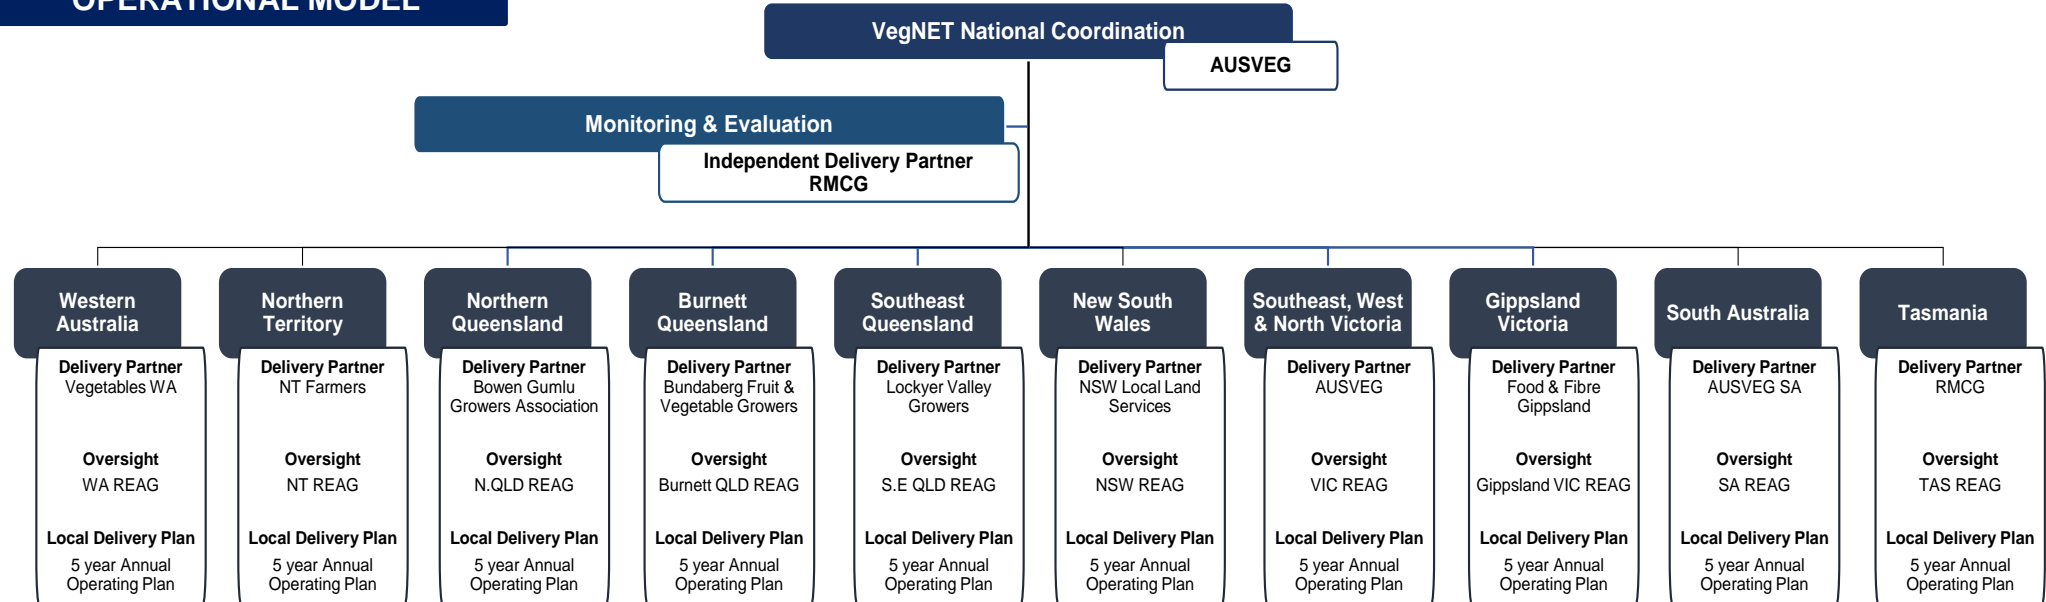 OPERATIONAL MODEL
VegNET National Coordination
AUSVEG
Monitoring & Evaluation
Independent Delivery Partner
RMCG
Western
Australia
Delivery Partner
Vegetables WA
Oversight
WA REAG
Local Delivery Plan
5 year Annual
Operating Plan
Northern
Territory
Delivery Partner
NT Farmers
Oversight
NT REAG
Local Delivery Plan
5 year Annual
Operating Plan
Northern
Queensland
Delivery Partner
Bowen Gumlu
Growers Association
Oversight
N.QLD REAG
Local Delivery Plan
5 year Annual
Operating Plan
Burnett
Queensland
Delivery Partner
Bundaberg Fruit &
Vegetable Growers
Oversight
Burnett QLD REAG
Local Delivery Plan
5 year Annual
Operating Plan
Southeast
Queensland
Delivery Partner
Lockyer Valley
Growers
Oversight
S.E QLD REAG
Local Delivery Plan
5 year Annual
Operating Plan
New South
Wales
Delivery Partner
NSW Local Land
Services
Oversight
NSW REAG
Local Delivery Plan
5 year Annual
Operating Plan
Southeast, West
& North Victoria
Delivery Partner
AUSVEG
Oversight
VIC REAG
Local Delivery Plan
5 year Annual
Operating Plan
Gippsland
Victoria
Delivery Partner
Food & Fibre
Gippsland
Oversight
Gippsland VIC REAG
Local Delivery Plan
5 year Annual
Operating Plan
South Australia
Delivery Partner
AUSVEG SA
Oversight
SA REAG
Local Delivery Plan
5 year Annual
Operating Plan
Tasmania
Delivery Partner
RMCG
Oversight
TAS REAG
Local Delivery Plan
5 year Annual
Operating Plan